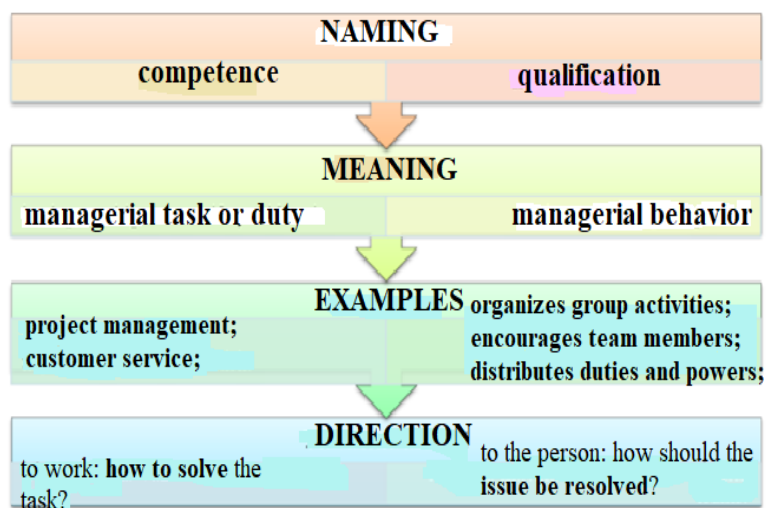 NAMING
competence
qualification
MEANING
managerial task or duty
managerial behavior
EXAMPLES
project management;
customer service;
organizes group activities;
encourages team members;
distributes duties and powers;
DIRECTION
to work: how to solve the
task?
to the person: how should the
issue be resolved?